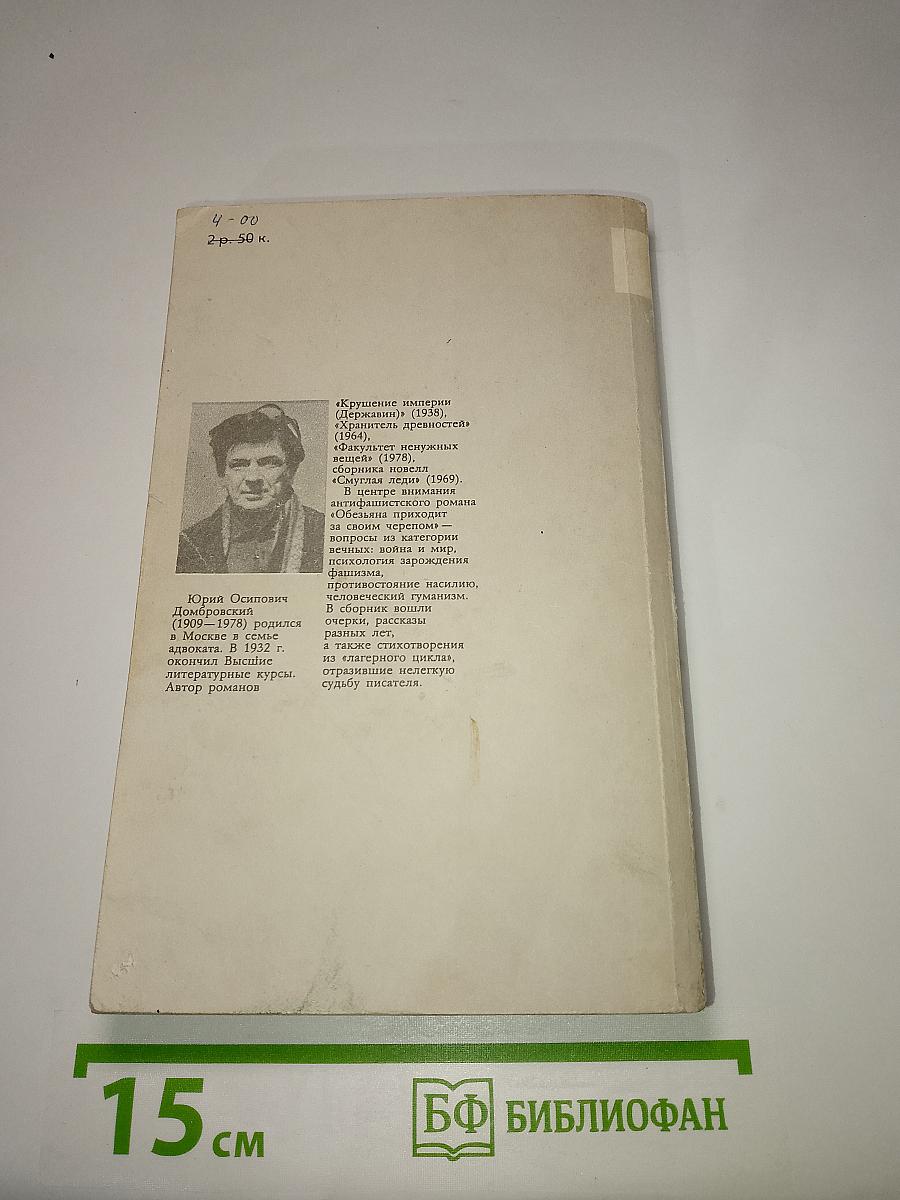 4-00
2 р. 50 к.
Юрий Осипович
Домбровский
(1909—1978) родился
в Москве в семье
адвоката. В 1932 г.
окончил Высшие
литературные курсы.
Автор романов
«Крушение империи
(Державин)» (1938),
«Хранитель древностей»
(1964),
«Факультет ненужных
вещей» (1978),
сборника новелл
«Смуглая леди» (1969).
В центре внимания
антифашистского романа
«Обезьяна приходит
за своим черепом» —
вопросы из категории
вечных: война и мир,
психология зарождения
фашизма,
противостояние насилию,
человеческий гуманизм.
В сборник вошли
очерки, рассказы
разных лет,
а также стихотворения
из «лагерного цикла»,
отразившие нелегкую
судьбу писателя.
15 см
БФ БИБЛИОФАН